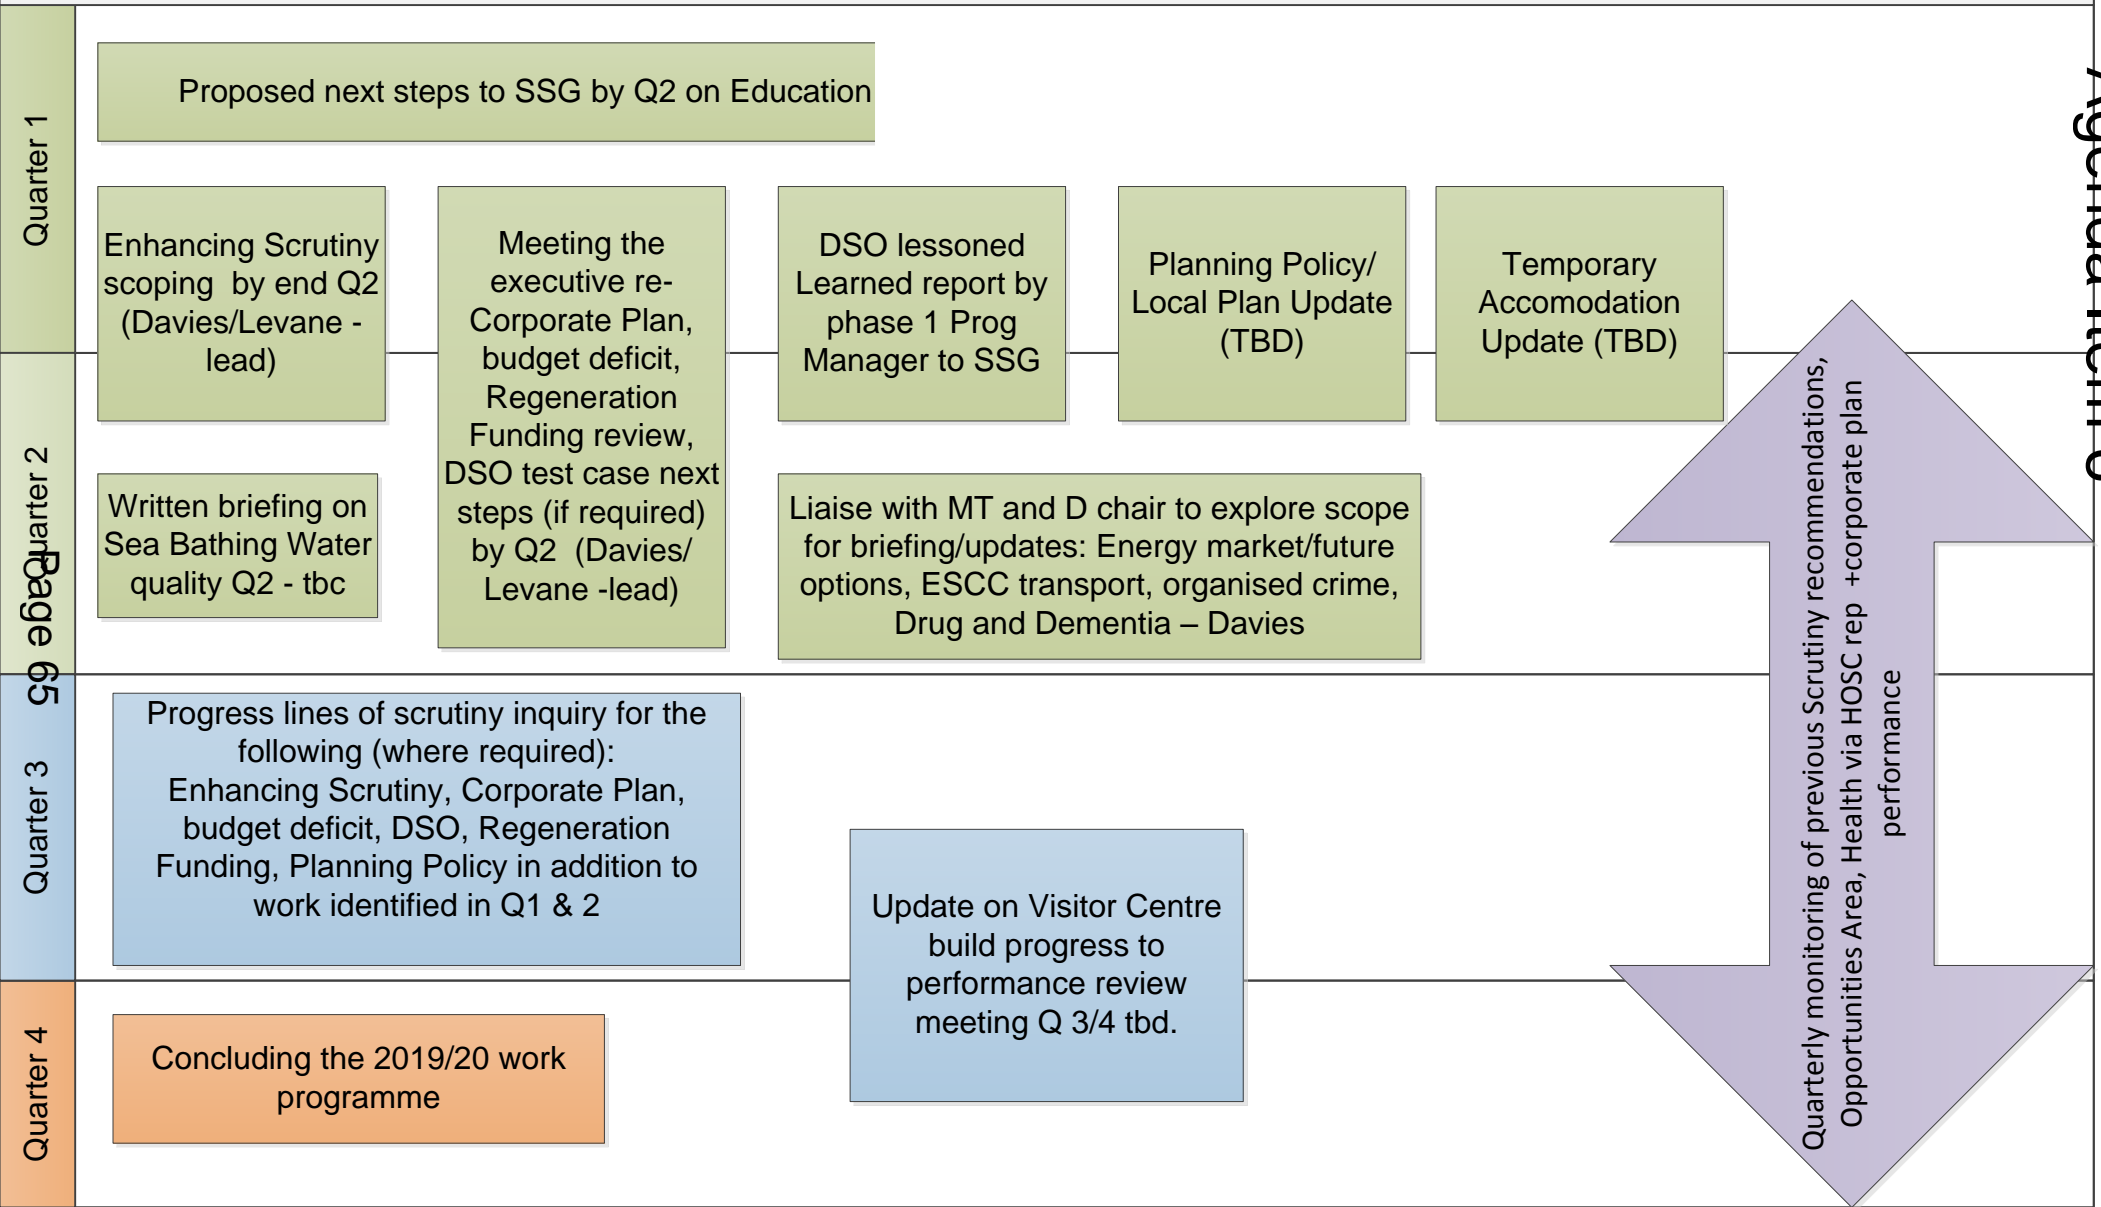 Quarter 1
Proposed next steps to SSG by Q2 on Education
Enhancing Scrutiny
scoping  by end Q2
(Davies/Levane -
lead)
Meeting the
executive re-
Corporate Plan,
budget deficit,
Regeneration
Funding review,
DSO test case next
steps (if required)
by Q2  (Davies/
Levane -lead)
DSO lessoned
Learned report by
phase 1 Prog
Manager to SSG
Planning Policy/
Local Plan Update
(TBD)
Temporary
Accomodation
Update (TBD)
Quarter 2
Written briefing on
Sea Bathing Water
quality Q2 - tbc
Liaise with MT and D chair to explore scope
for briefing/updates: Energy market/future
options, ESCC transport, organised crime,
Drug and Dementia – Davies
Page 65
Quarter 3
Progress lines of scrutiny inquiry for the
following (where required):
Enhancing Scrutiny, Corporate Plan,
budget deficit, DSO, Regeneration
Funding, Planning Policy in addition to
work identified in Q1 & 2
Update on Visitor Centre
build progress to
performance review
meeting Q 3/4 tbd.
Quarter 4
Concluding the 2019/20 work
programme
Quarterly monitoring of previous Scrutiny recommendations,
Opportunities Area, Health via HOSC rep  +corporate plan
performance
Agenda Item